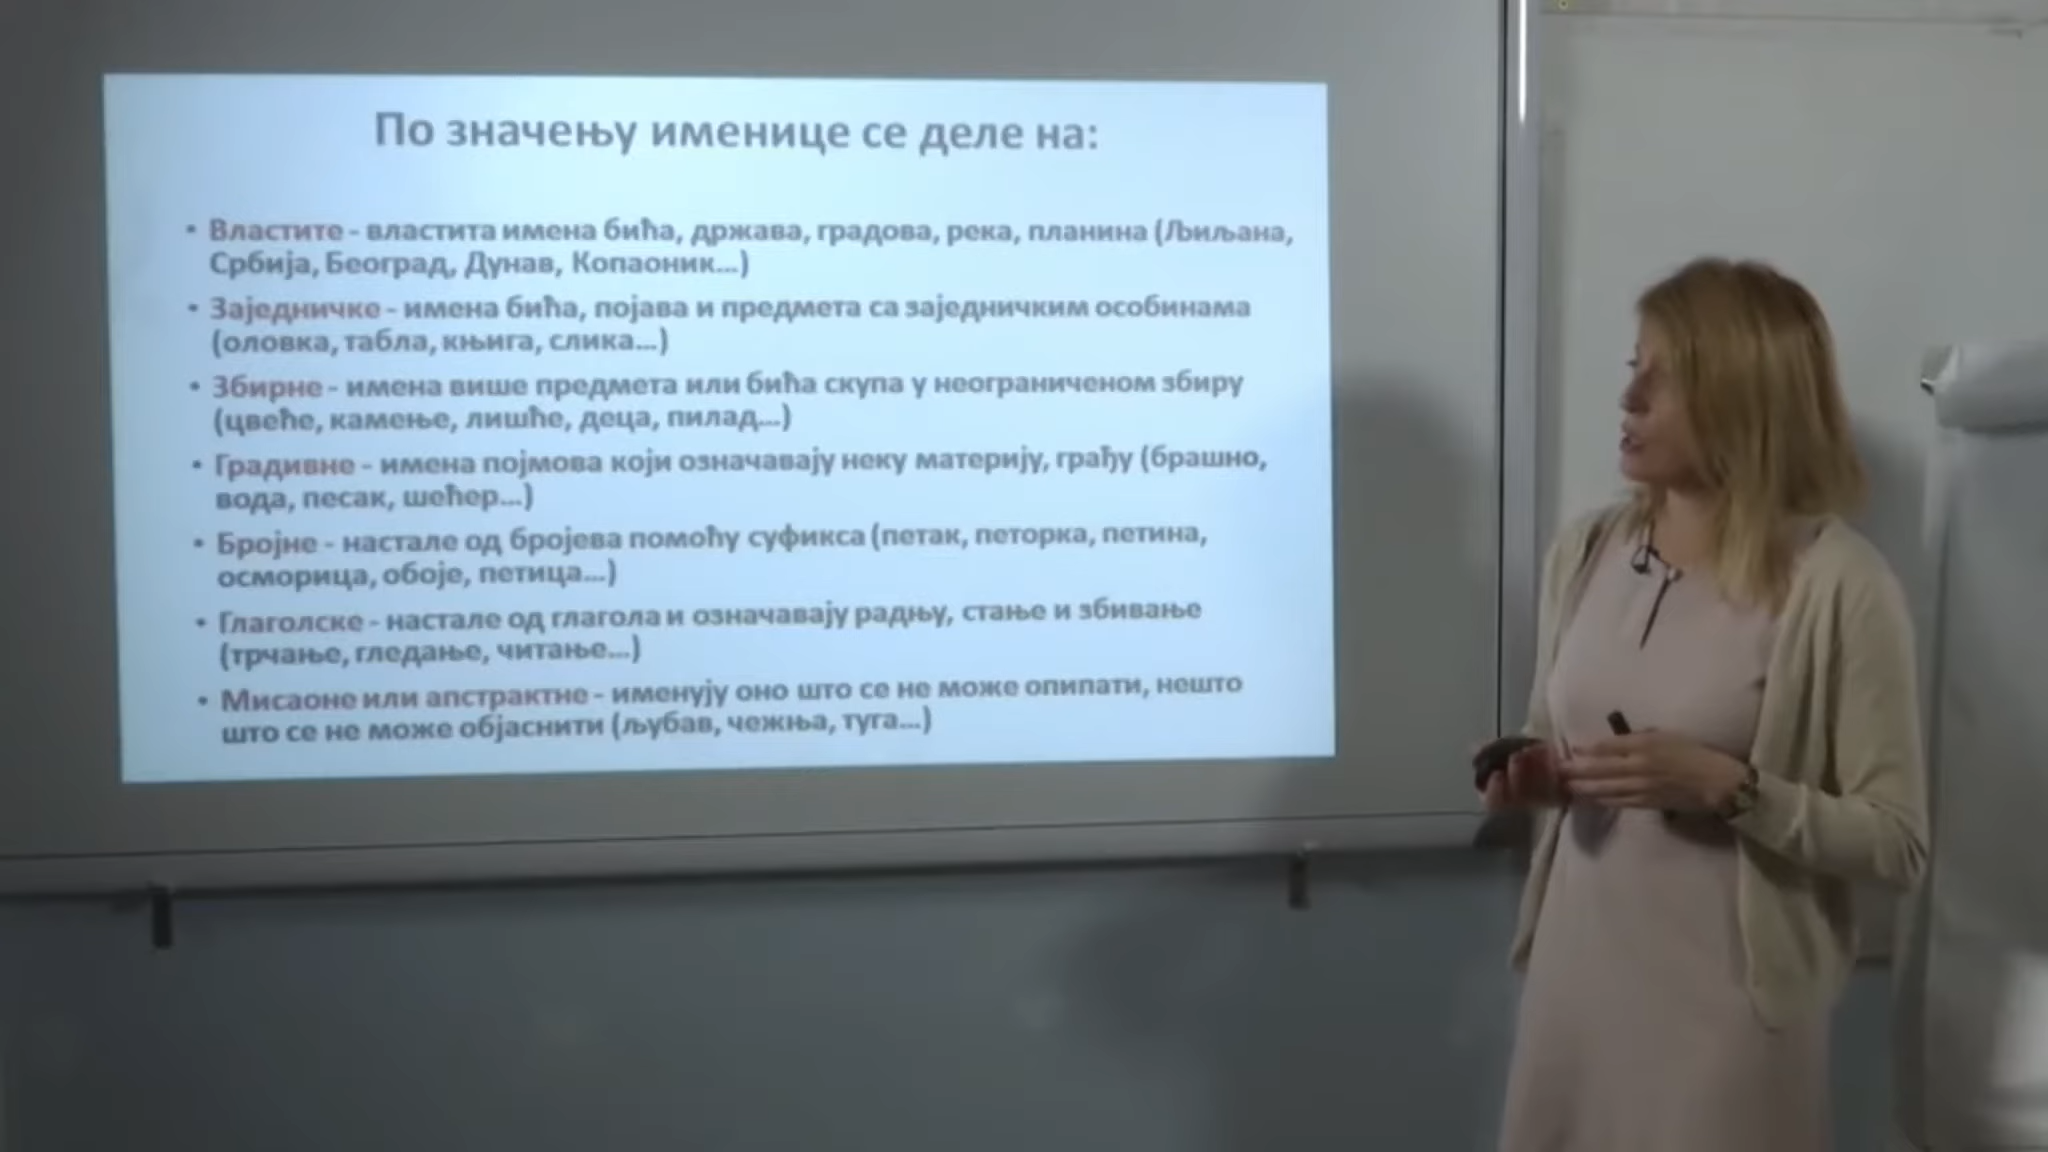 По значењу именице се деле на:
• Властите - властита имена бића, држава, градова, река, планина (Љиљана,
Србија, Београд, Дунав, Копаоник...)
• Заједничке - имена бића, појава и предмета са заједничким особинама
(оловка, табла, књига, слика...)
• Збирне - имена више предмета или бића скупа у неограниченом збиру
(цвеће, камење, лишће, деца, пилад...)
• Градивне - имена појмова који означавају неку материју, грађу (брашно,
вода, песак, шећер...)
• Бројне - настале од бројева помоћу суфикса (петак, петорка, петина,
осморица, обоје, петица...)
• Глаголске - настале од глагола и означавају радњу, стање и збивање
(трчање, гледање, читање...)
• Мисаоне или апстрактне - именују оно што се не може опипати, нешто
што се не може објаснити (љубав, чежња, туга...)